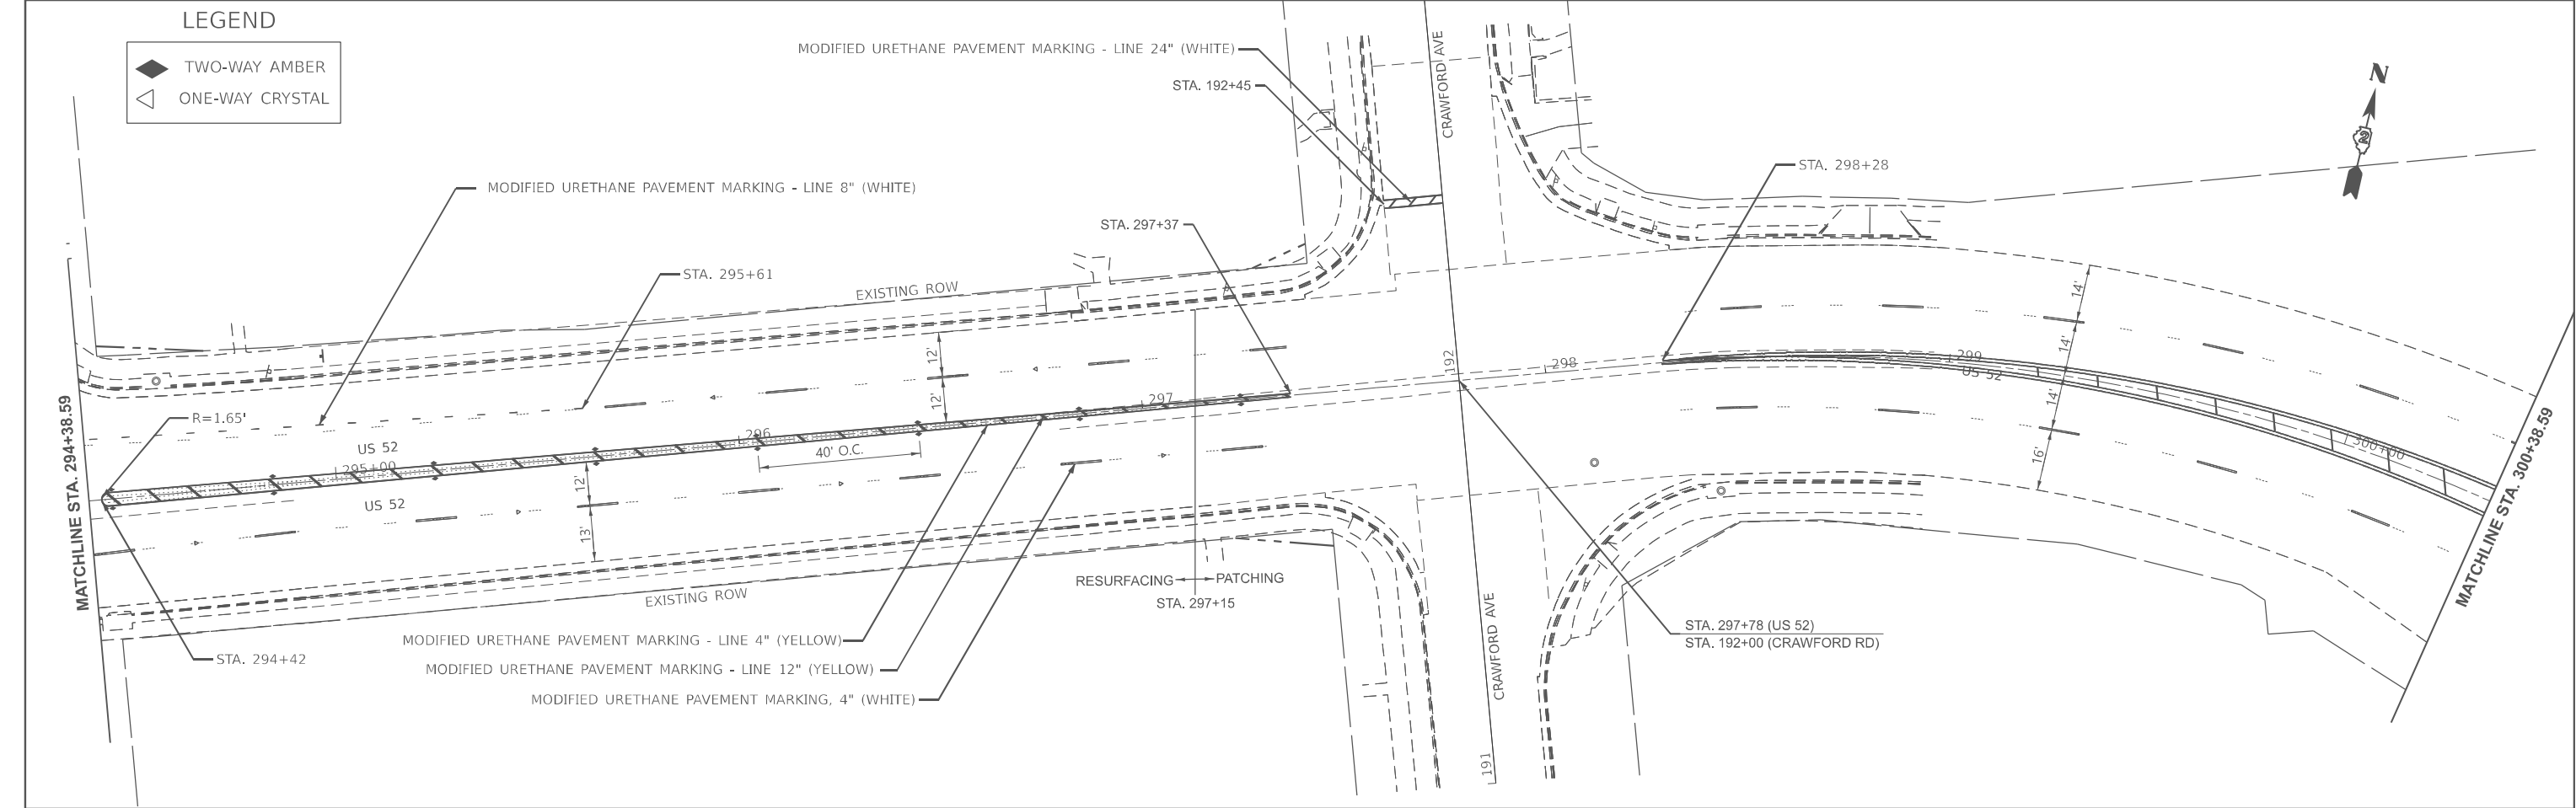 LEGEND
TWO-WAY AMBER
ONE-WAY CRYSTAL
MODIFIED URETHANE PAVEMENT MARKING - LINE 24" (WHITE)
STA. 192+45
CRAWFORD AVE
N
STA. 298+28
MODIFIED URETHANE PAVEMENT MARKING - LINE 8" (WHITE)
STA. 297+37
STA. 295+61
EXISTING ROW
14'
14'
14'
16'
12'
12'
192
298
299
US 52
297
R=1.65'
MATCHLINE STA. 294+38.59
US 52
295+00
296
40' O.C.
US 52
12'
13'
300+00
MATCHLINE STA. 300+38.59
RESURFACING
PATCHING
STA. 297+15
EXISTING ROW
STA. 297+78 (US 52)
STA. 192+00 (CRAWFORD RD)
STA. 294+42
MODIFIED URETHANE PAVEMENT MARKING - LINE 4" (YELLOW)
MODIFIED URETHANE PAVEMENT MARKING - LINE 12" (YELLOW)
MODIFIED URETHANE PAVEMENT MARKING, 4" (WHITE)
CRAWFORD AVE
191